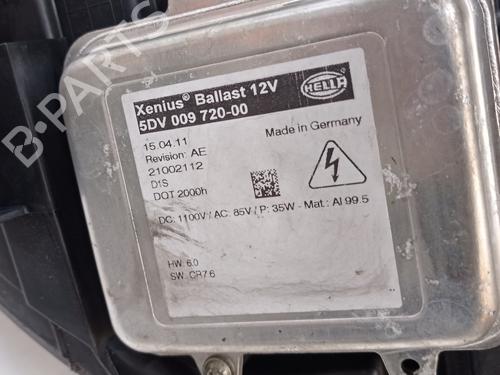 Xenius® Ballast 12V
5DV 009 720-00
HELLA
15.04.11
Made in Germany
Revision: AE
21002112
D1S
DOT 2000h
DC: 1100V / AC: 85V / P: 35W - Mat.: Al 99.5
HW: 6.0
SW: CR7.6
B-PARTS